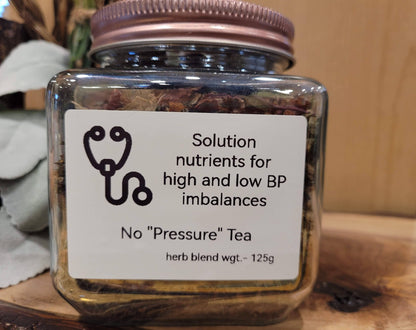 Solution
nutrients for
high and low BP
imbalances
No "Pressure" Tea
herb blend wgt.- 125g